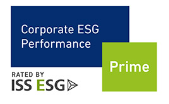 Corporate ESG
Performance
Prime
RATED BY
ISS ESG